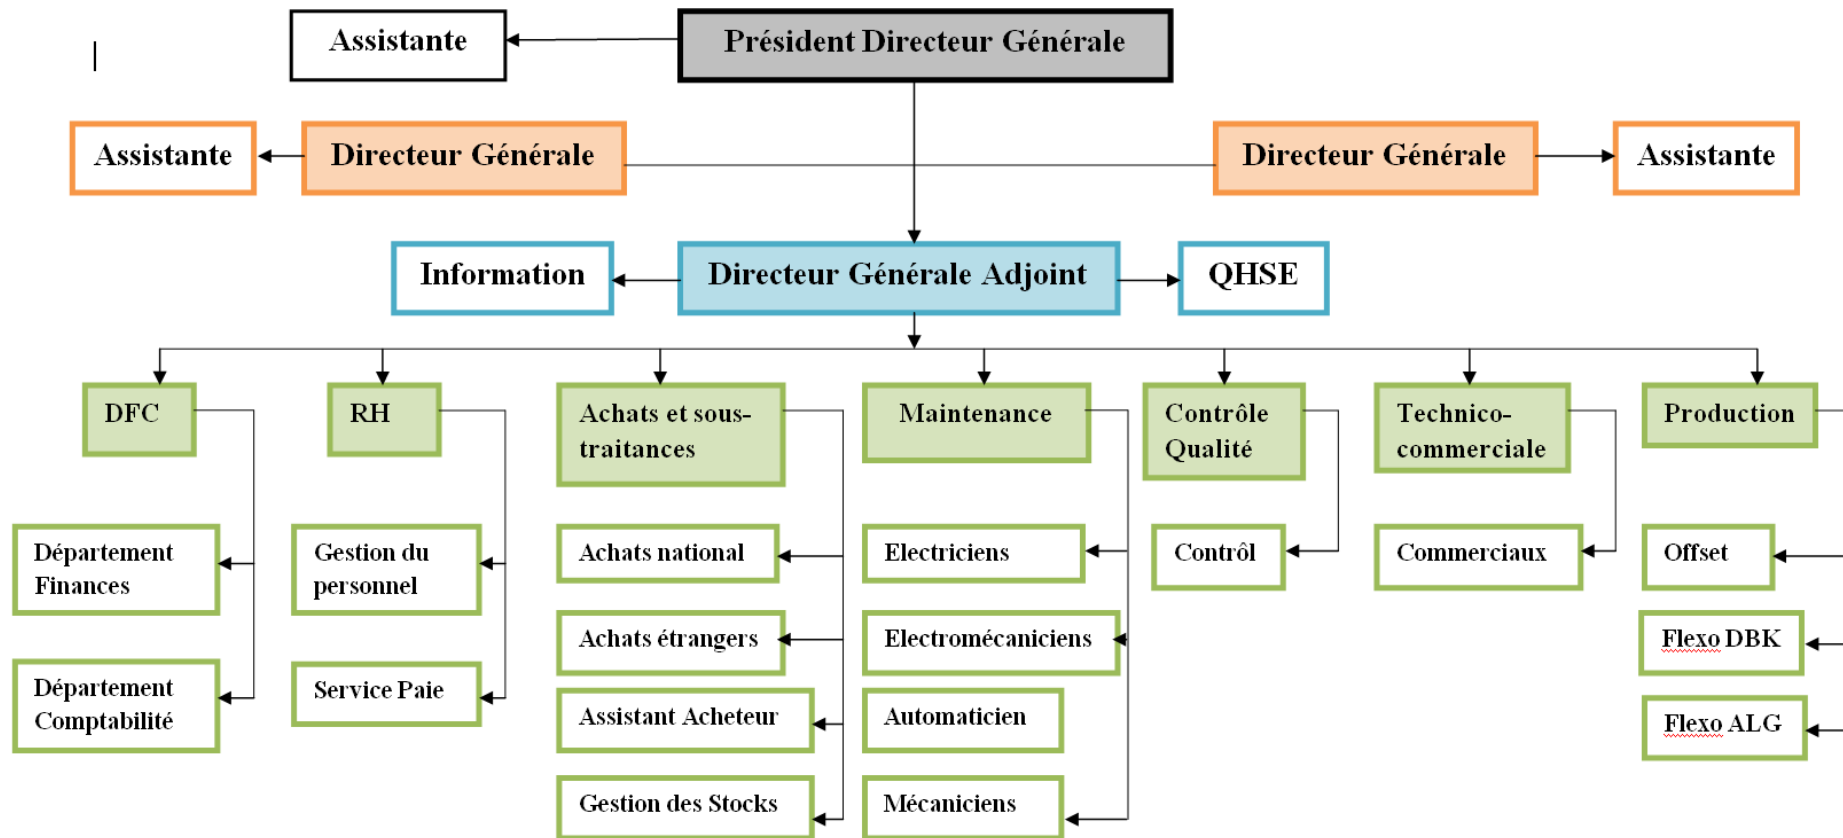 Assistante
Président Directeur Générale
Assistante
Directeur Générale
Directeur Générale
Assistante
Information
Directeur Générale Adjoint
QHSE
DFC
RH
Achats et sous-
traitances
Maintenance
Contrôle
Qualité
Technico-
commerciale
Production
Département
Finances
Gestion du
personnel
Achats national
Electriciens
Contrôl
Commerciaux
Offset
Achats étrangers
Electromécaniciens
Flexo DBK
Département
Comptabilité
Service Paie
Assistant Acheteur
Automaticien
Flexo ALG
Gestion des Stocks
Mécaniciens